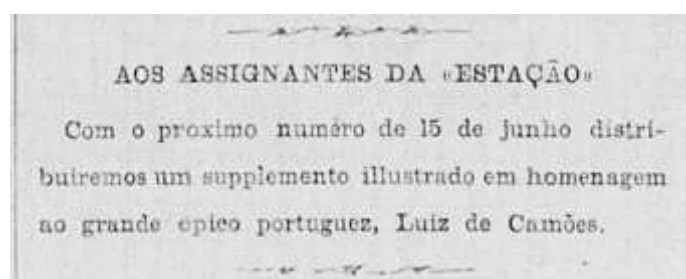 AOS ASSIGNANTES DA «ESTAÇÃO»
Com o proximo numéro de 15 de junho distri-
buiremos um supplemento illustrado em homenagem
ao grande epico portuguez, Luiz de Camões.